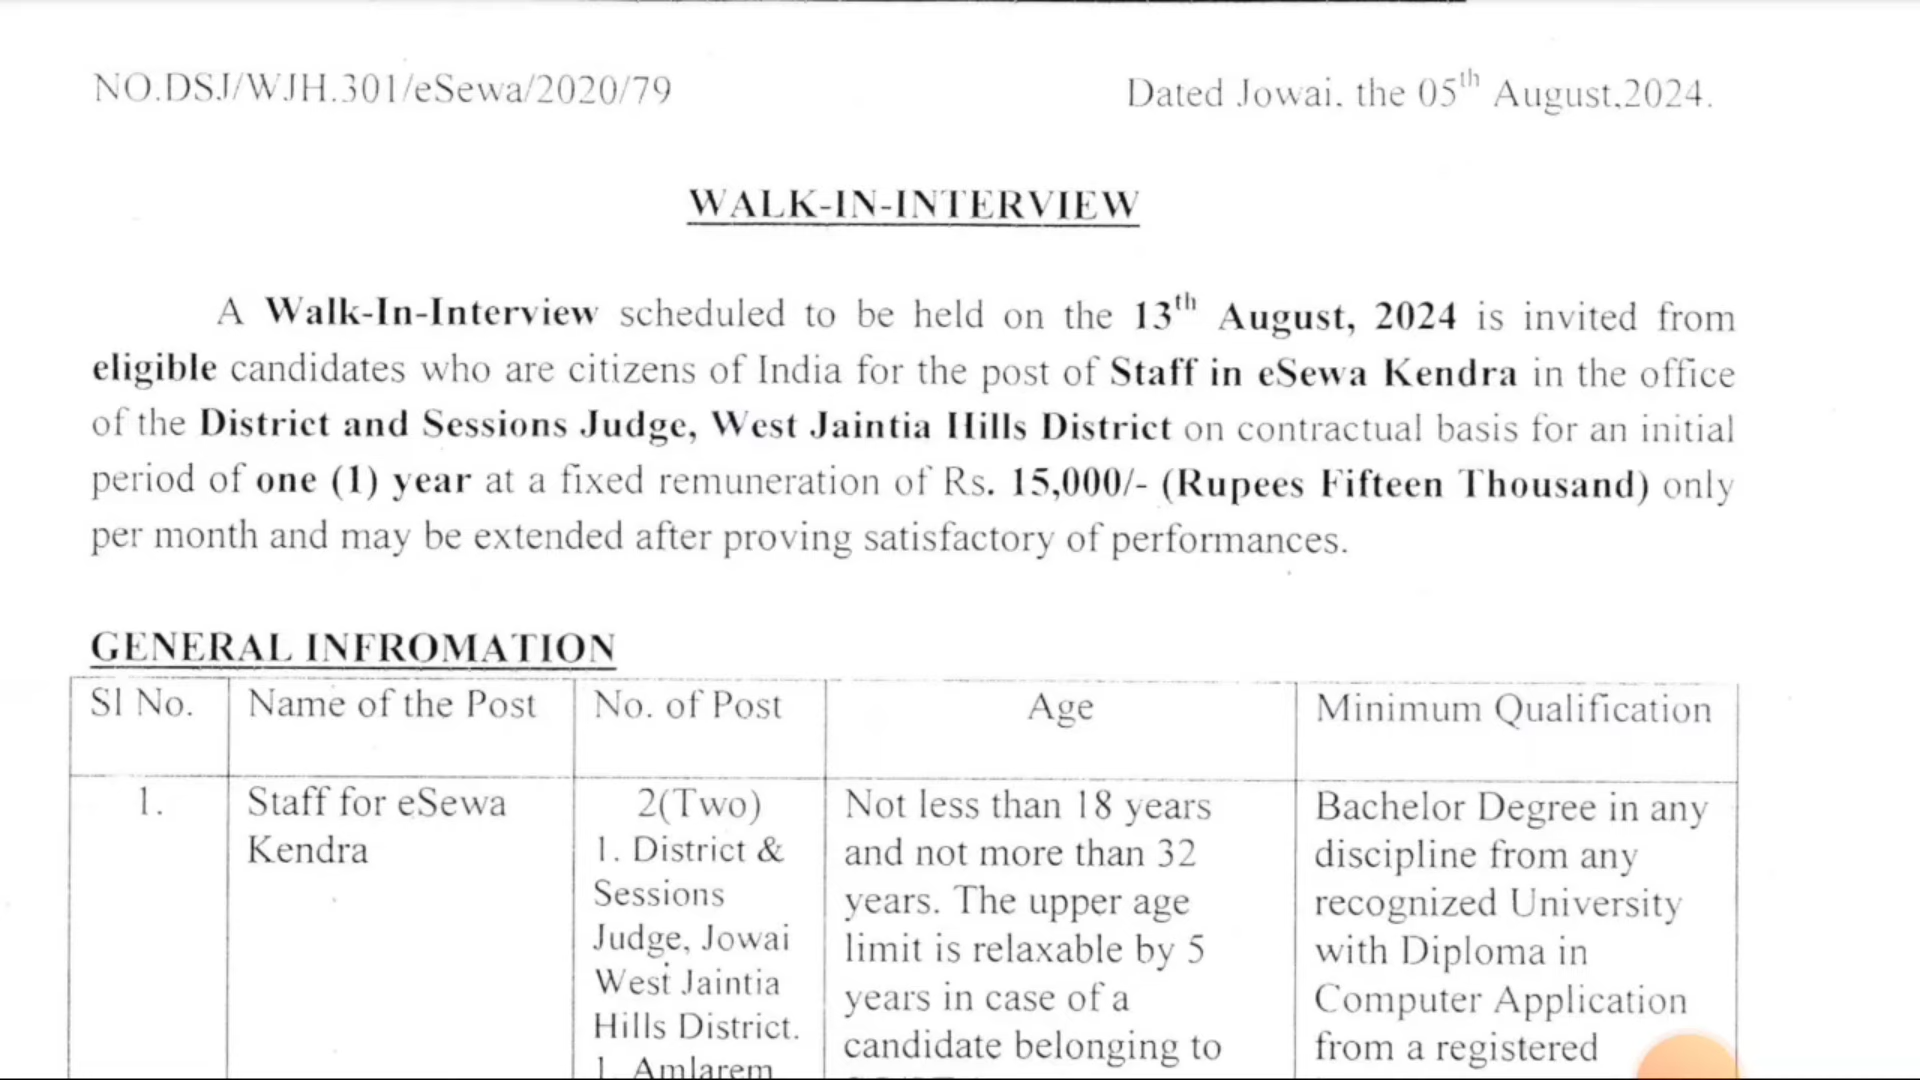 NO.DSJ/WJH.301/eSewa/2020/79 Dated Jowai. the 05th August,2024.
WALK-IN-INTERVIEW
A Walk-In-Interview scheduled to be held on the 13th August, 2024 is invited from
eligible candidates who are citizens of India for the post of Staff in eSewa Kendra in the office
of the District and Sessions Judge, West Jaintia Hills District on contractual basis for an initial
period of one (1) year at a fixed remuneration of Rs. 15,000/- (Rupees Fifteen Thousand) only
per month and may be extended after proving satisfactory of performances.
GENERAL INFROMATION
Sl No. Name of the Post No. of Post Age Minimum Qualification
1.
Staff for eSewa
Kendra
2(Two)
1. District &
Sessions
Judge, Jowai
West Jaintia
Hills District.
1. Amlarem
Not less than 18 years
and not more than 32
years. The upper age
limit is relaxable by 5
years in case of a
candidate belonging to
Bachelor Degree in any
discipline from any
recognized University
with Diploma in
Computer Application
from a registered